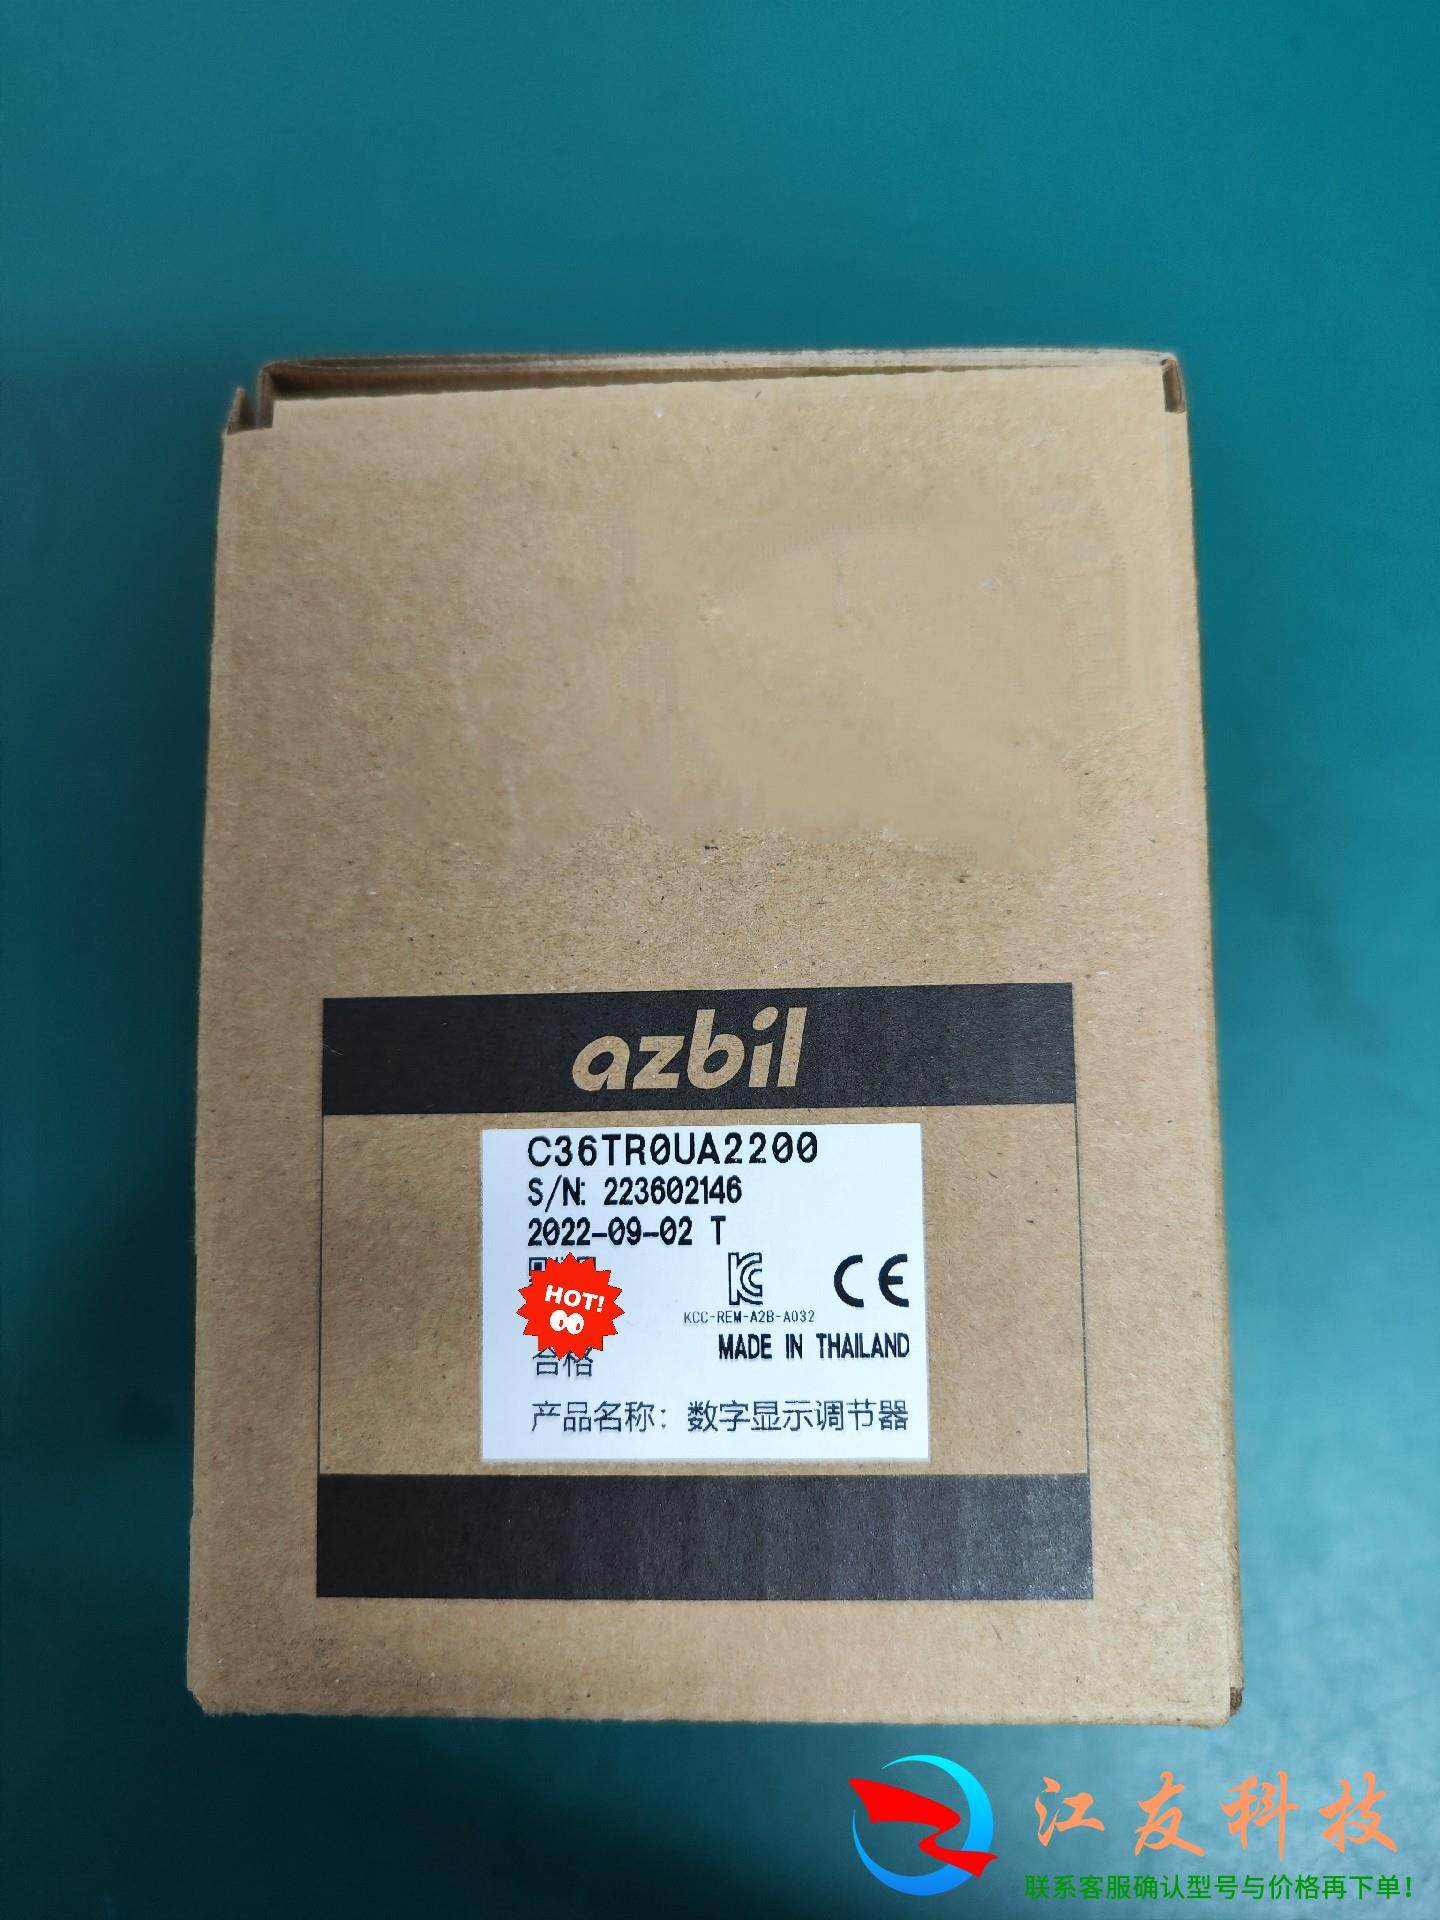 azbil
C36TR0UA2200
S/N: 223602146
2022-09-02 T
HOT!
KC
CE
KCC-REM-A2B-A032
MADE IN THAILAND
合格
产品名称：数字显示调节器
江友科技
联系客服确认型号与价格再下单！